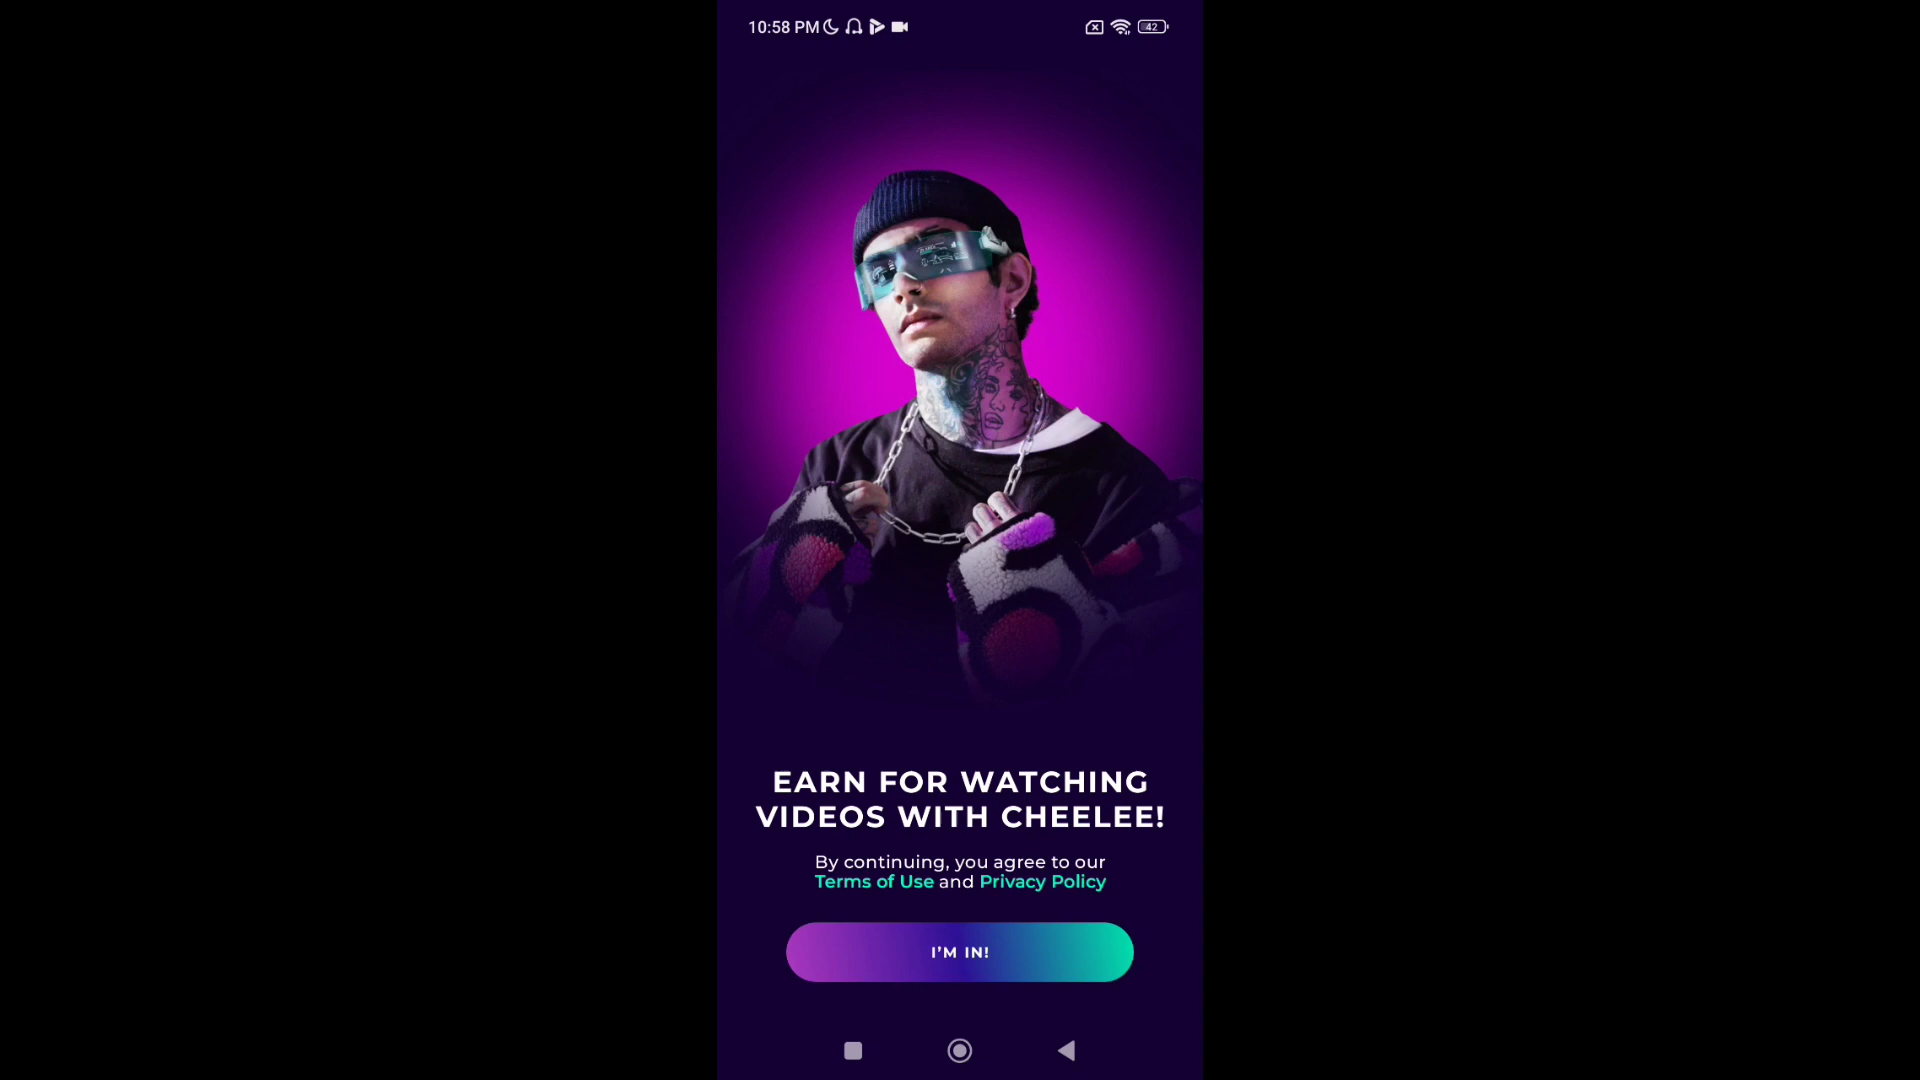 10:58 PM
42
EARN FOR WATCHING
VIDEOS WITH CHEELEE!
By continuing, you agree to our
Terms of Use and Privacy Policy
I'M IN!